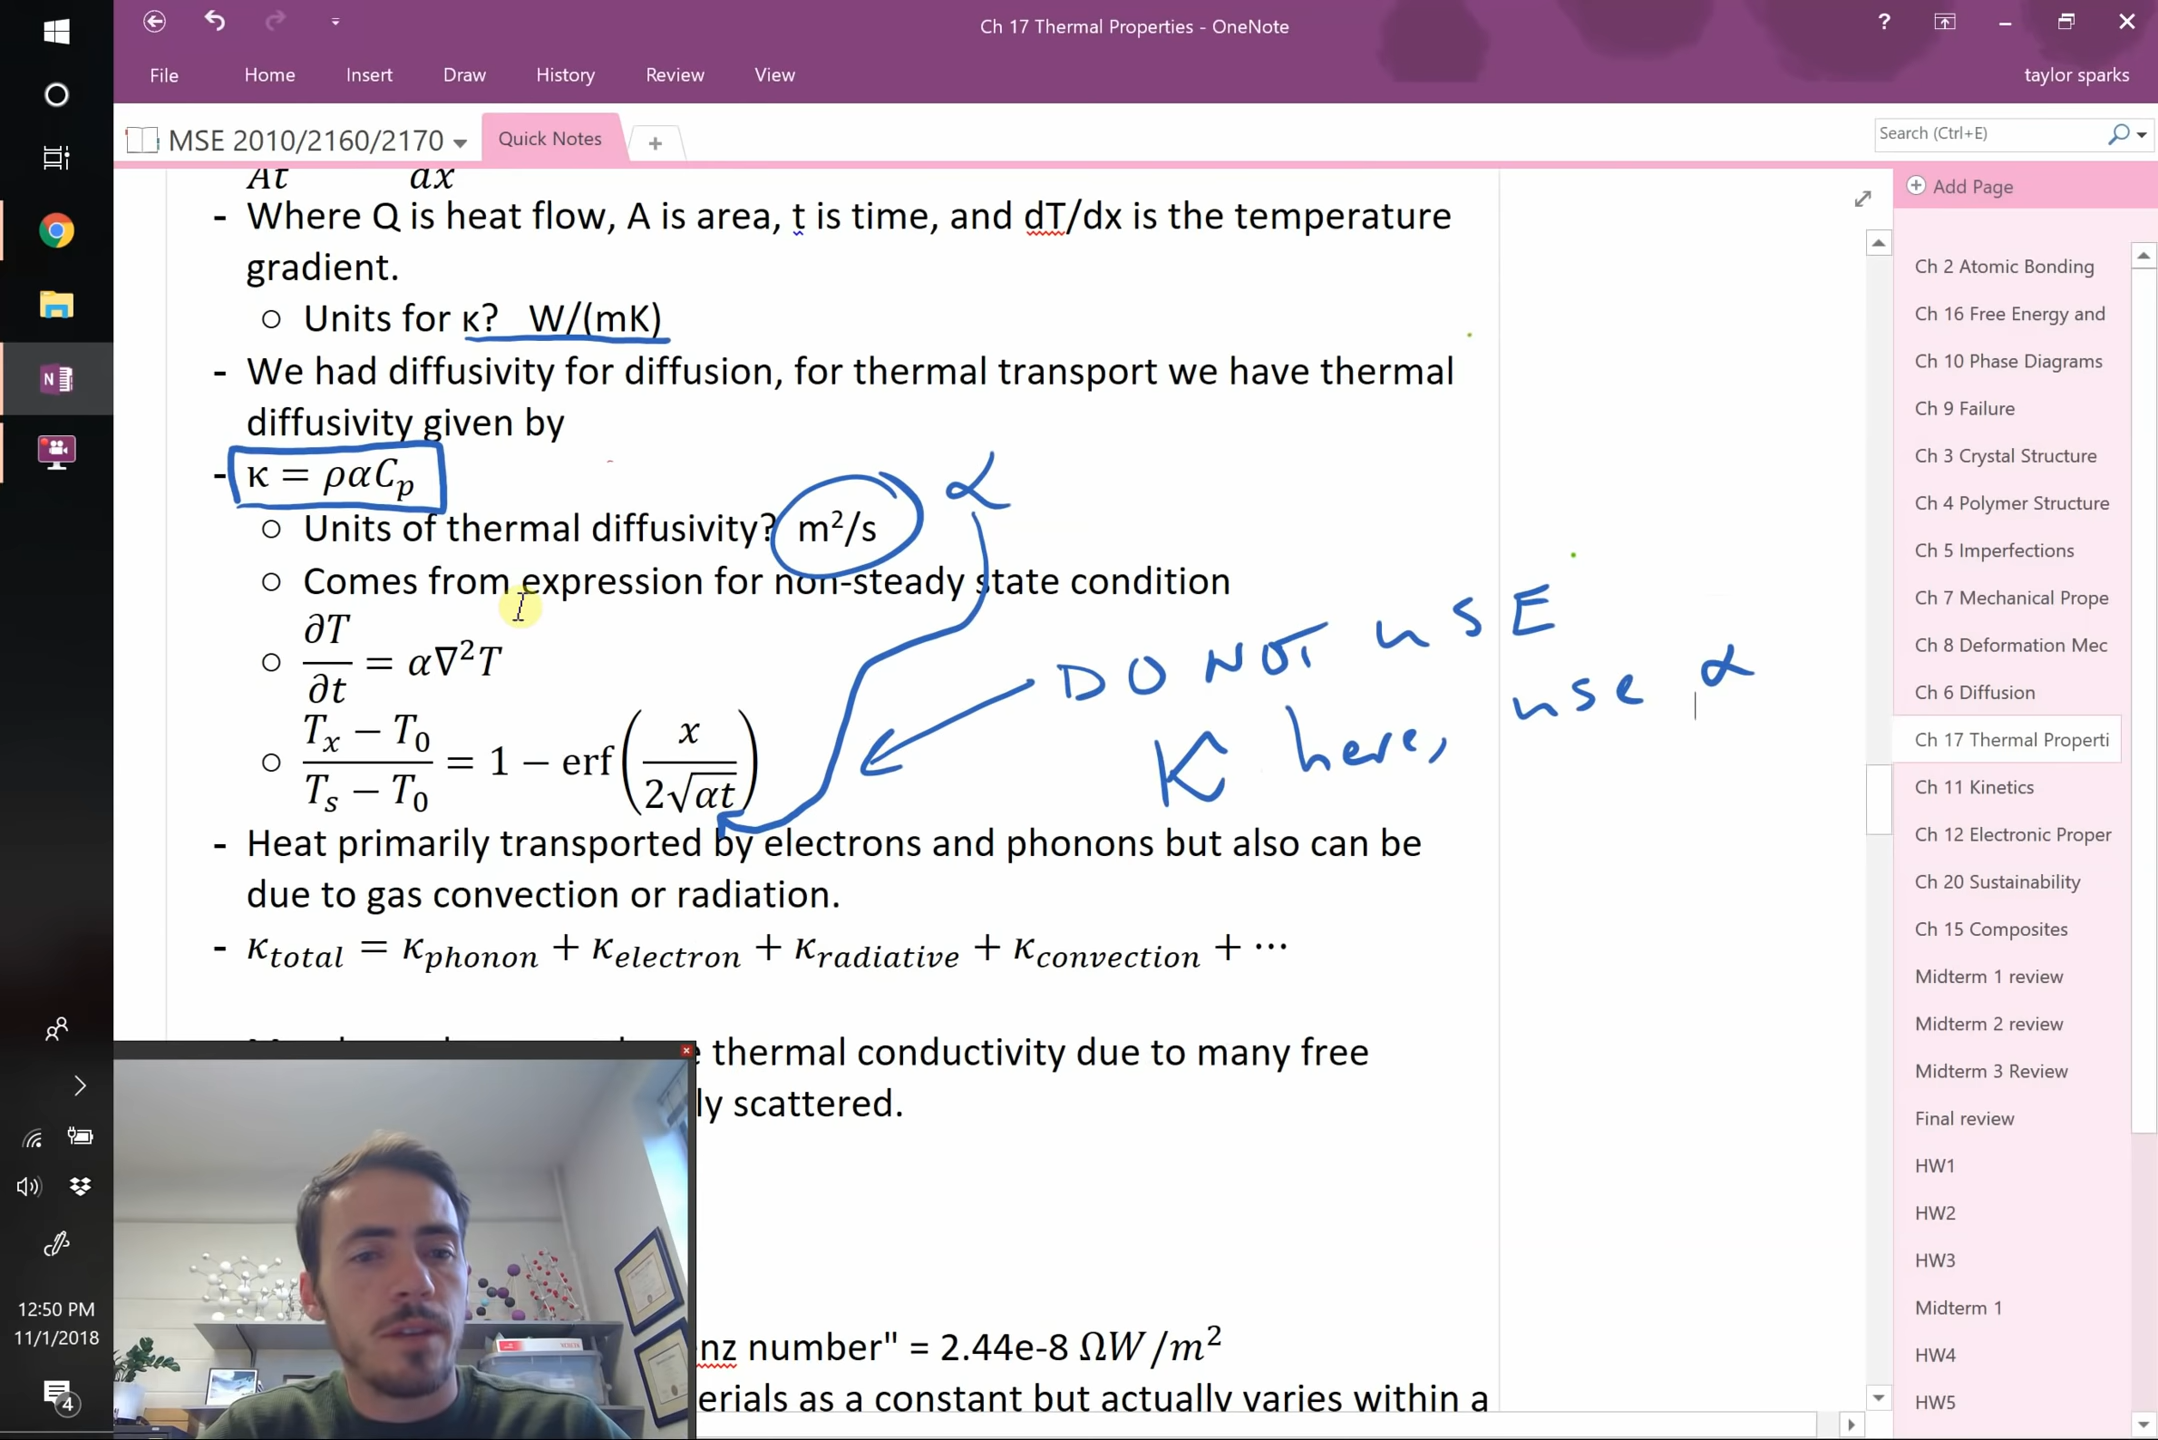 Ch 17 Thermal Properties - OneNote
?
File Home Insert Draw History Review View
taylor sparks
MSE 2010/2160/2170
Quick Notes
+
Search (Ctrl+E)
At dx
- Where Q is heat flow, A is area, t is time, and dT/dx is the temperature
gradient.
○ Units for κ? W/(mK)
- We had diffusivity for diffusion, for thermal transport we have thermal
diffusivity given by
- κ = ραC_p
α
○ Units of thermal diffusivity? m²/s
○ Comes from expression for non-steady state condition
○ ∂T/∂t = α∇²T
○ (T_x − T_0)/(T_s − T_0) = 1 − erf(x/(2√αt))
DO NOT USE
K here, use α
- Heat primarily transported by electrons and phonons but also can be
due to gas convection or radiation.
- κ_total = κ_phonon + κ_electron + κ_radiative + κ_convection + ⋯
thermal conductivity due to many free
ly scattered.
nz number" = 2.44e-8 ΩW/m²
erials as a constant but actually varies within a
Add Page
Ch 2 Atomic Bonding
Ch 16 Free Energy and
Ch 10 Phase Diagrams
Ch 9 Failure
Ch 3 Crystal Structure
Ch 4 Polymer Structure
Ch 5 Imperfections
Ch 7 Mechanical Prope
Ch 8 Deformation Mec
Ch 6 Diffusion
Ch 17 Thermal Properti
Ch 11 Kinetics
Ch 12 Electronic Proper
Ch 20 Sustainability
Ch 15 Composites
Midterm 1 review
Midterm 2 review
Midterm 3 Review
Final review
HW1
HW2
HW3
Midterm 1
HW4
HW5
N
12:50 PM
11/1/2018
4